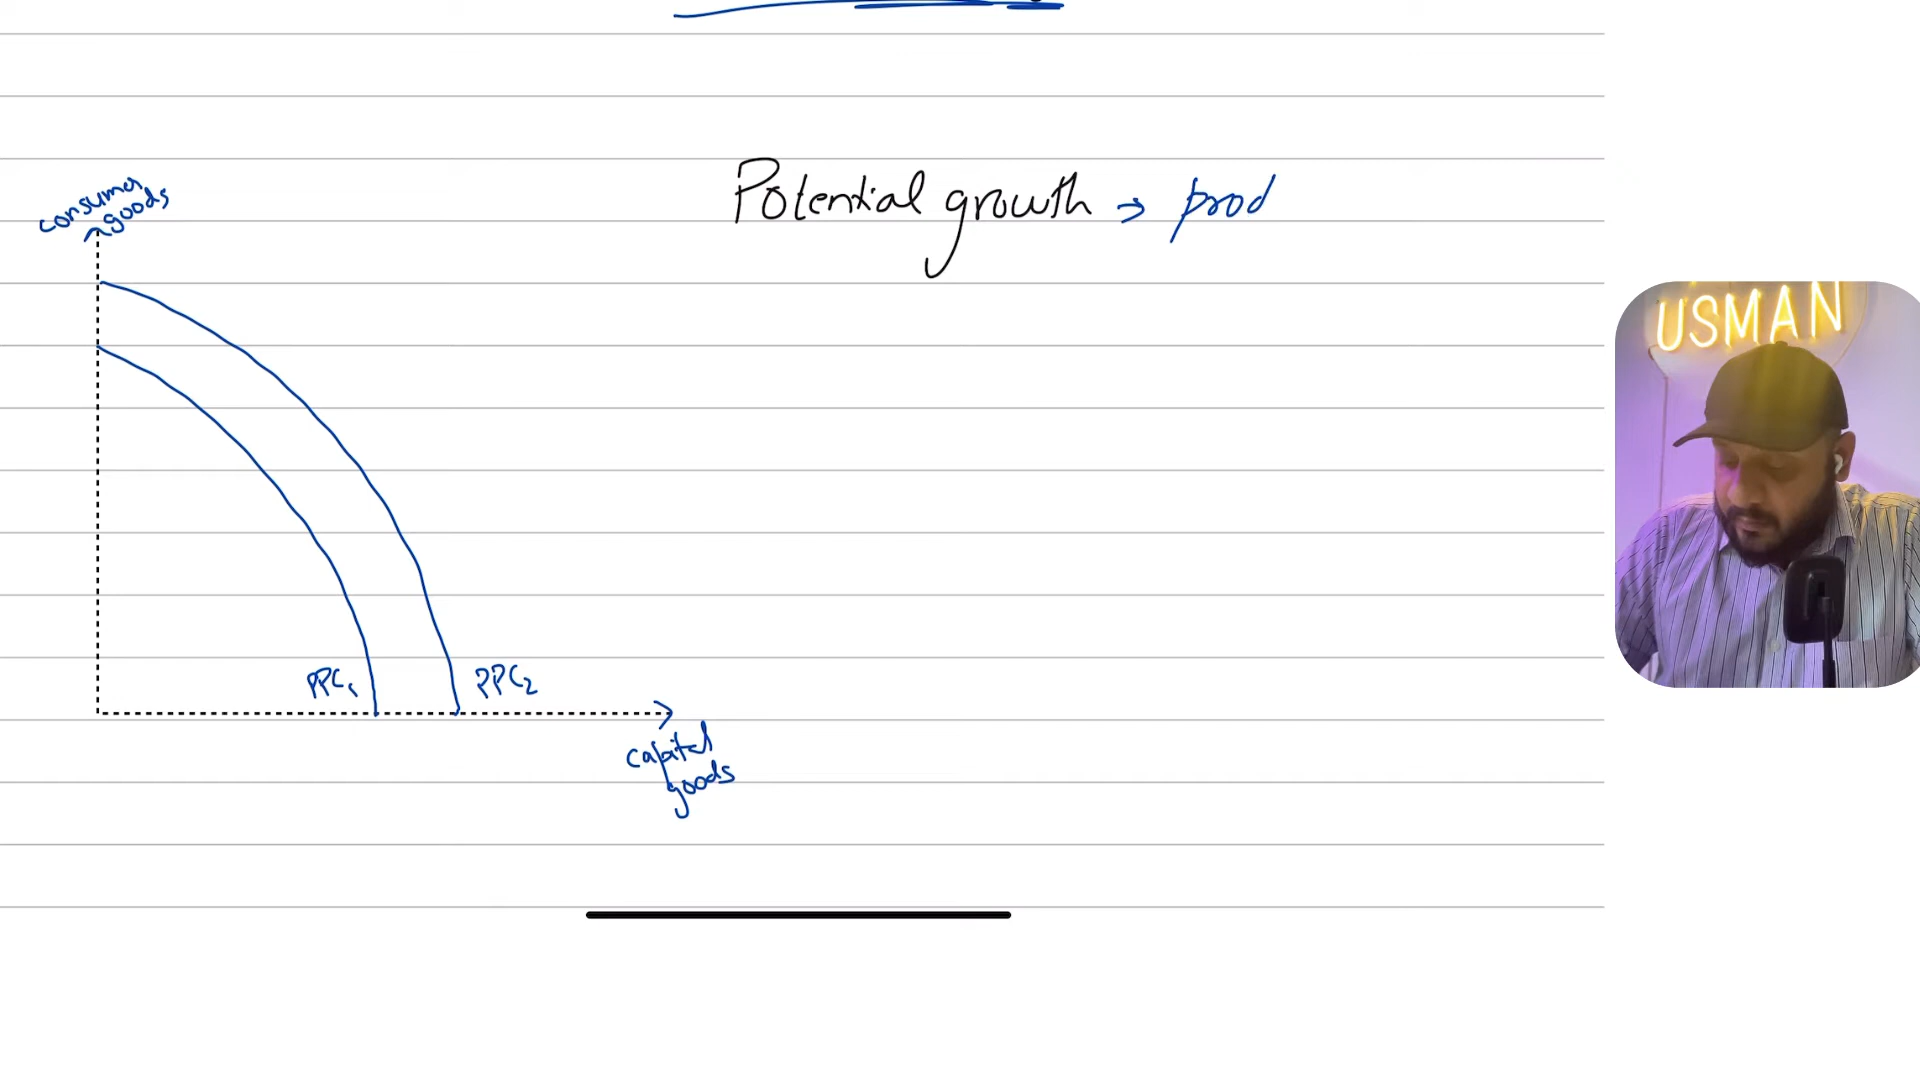 Potential growth → prod
consumer
goods
USMAN
PPC₁
PPC₂
capital
goods